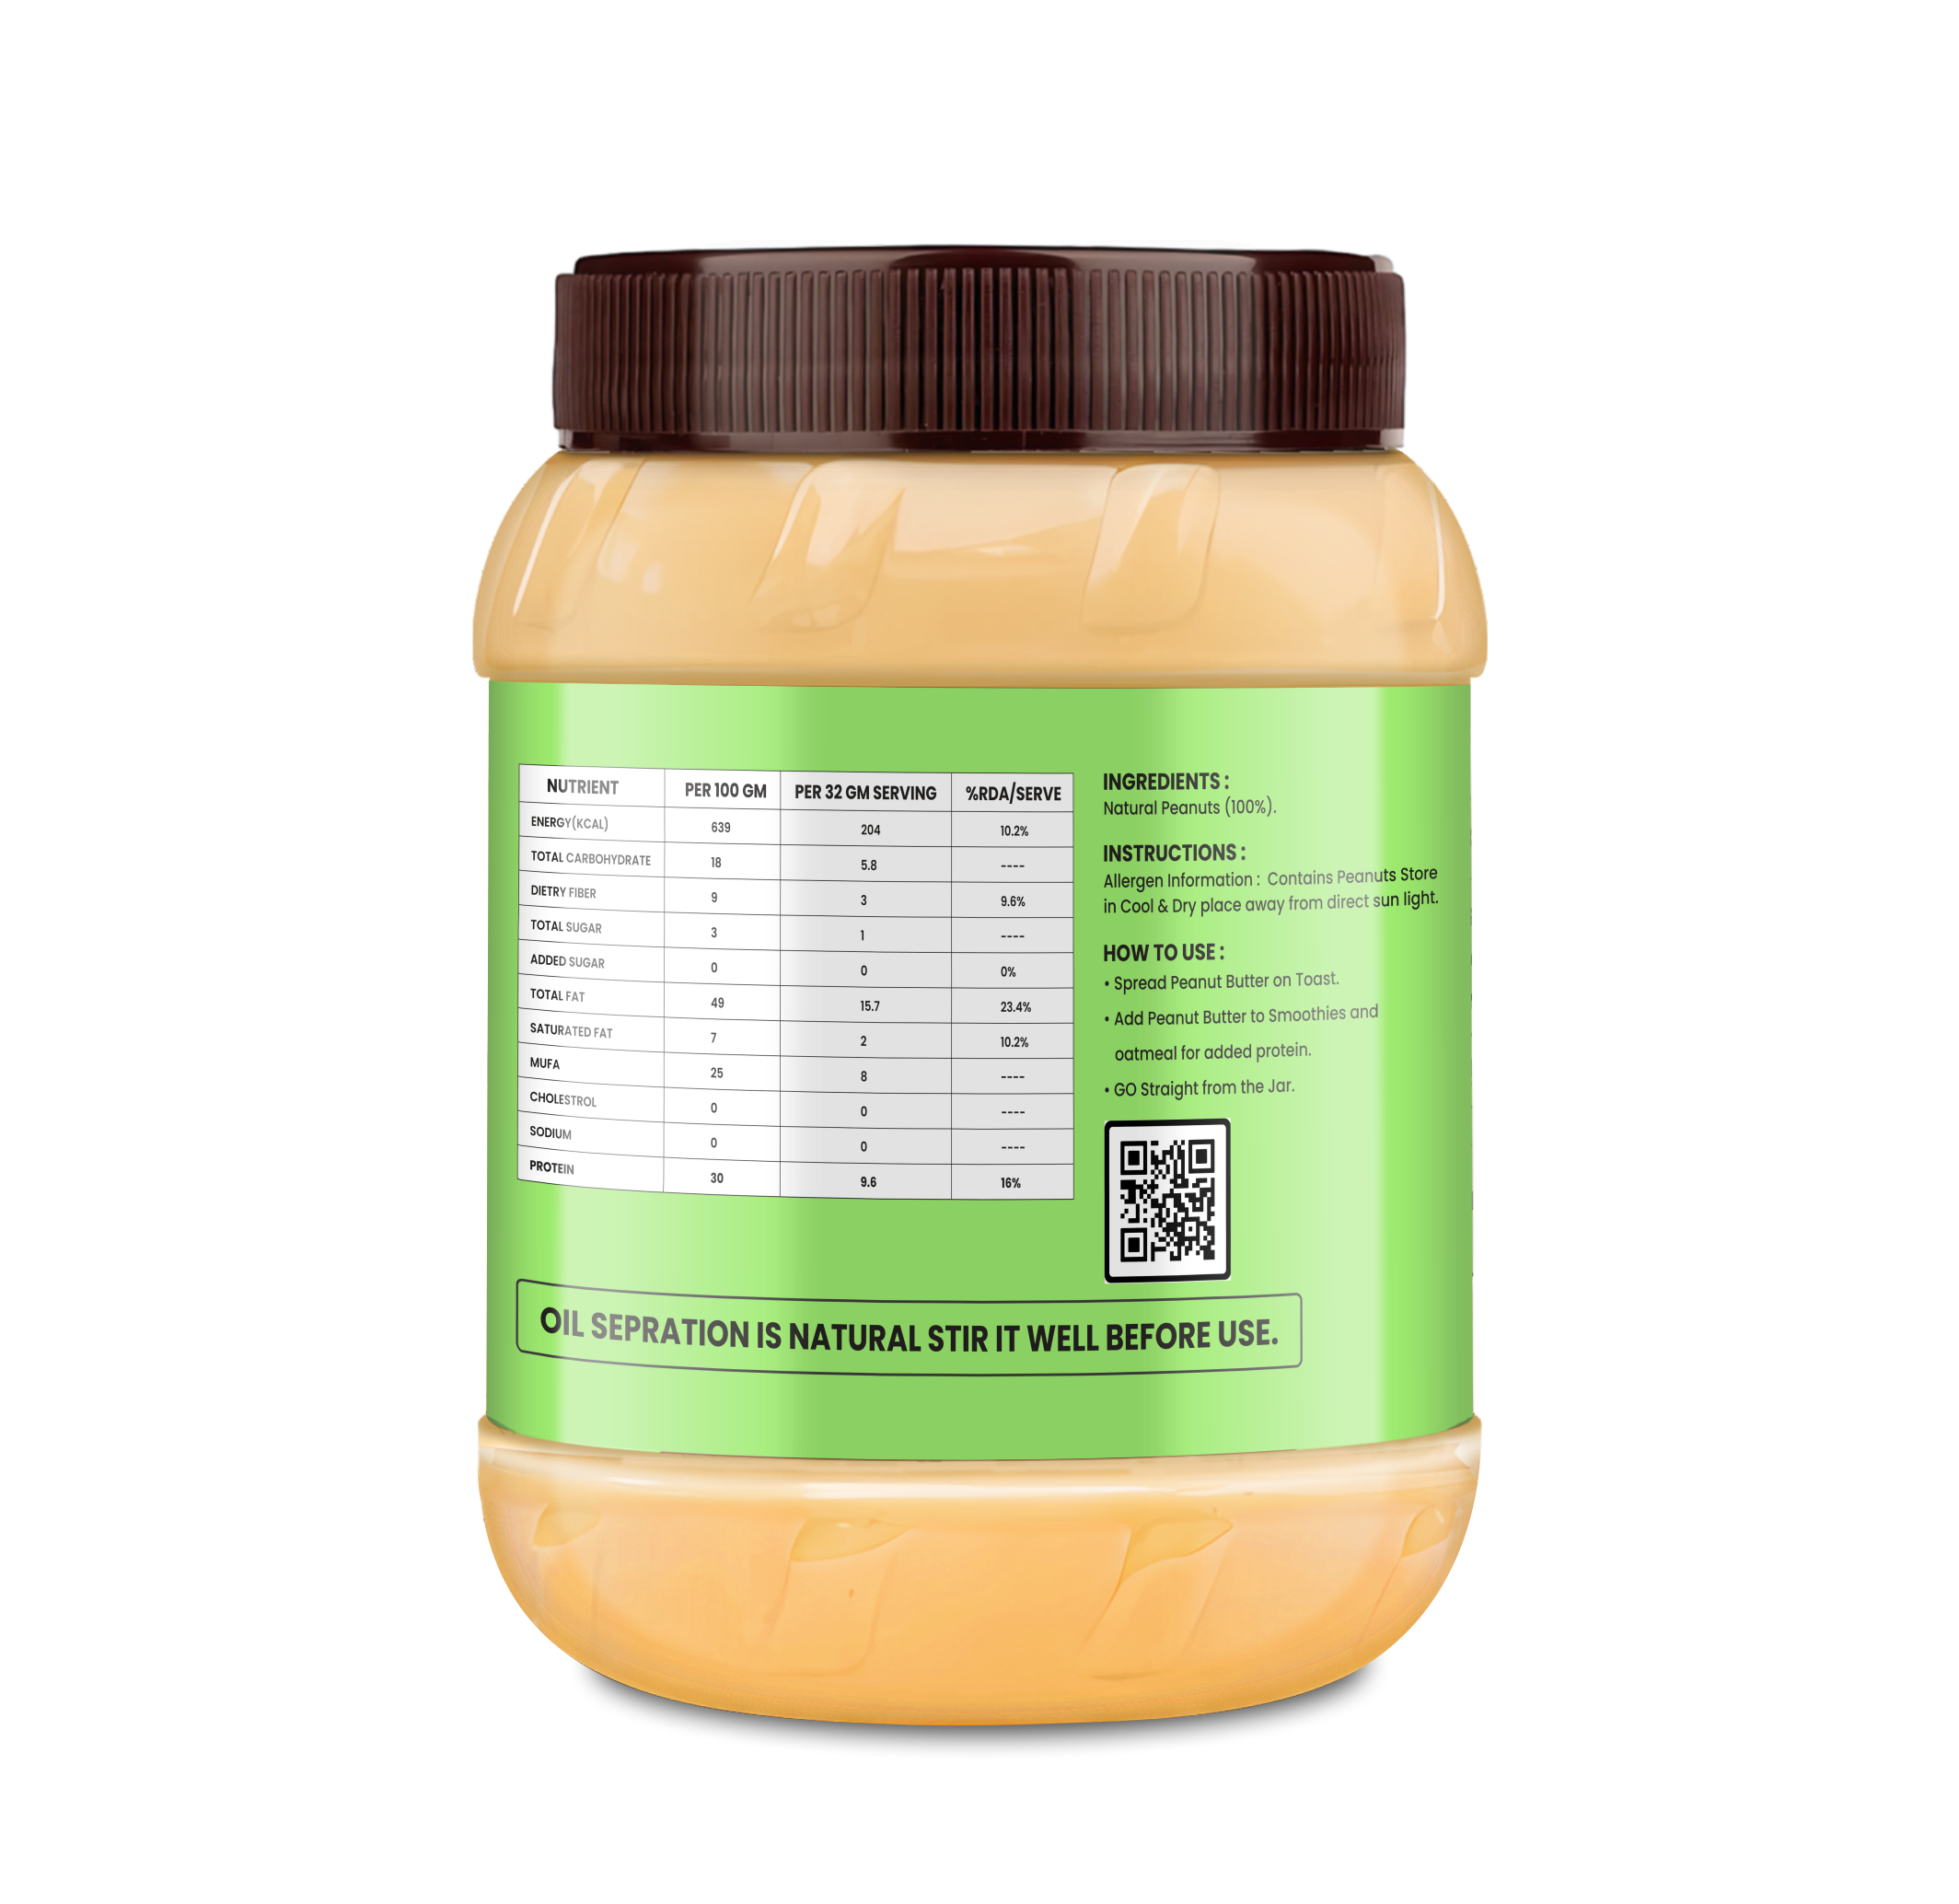 NUTRIENT PER 100 GM PER 32 GM SERVING %RDA/SERVE
ENERGY(KCAL) 639 204 10.2%
TOTAL CARBOHYDRATE 18 5.8 ----
DIETRY FIBER 9 3 9.6%
TOTAL SUGAR 3 1 ----
ADDED SUGAR 0 0 0%
TOTAL FAT 49 15.7 23.4%
SATURATED FAT 7 2 10.2%
MUFA 25 8 ----
CHOLESTROL 0 0 ----
SODIUM 0 0 ----
PROTEIN 30 9.6 16%
INGREDIENTS :
Natural Peanuts (100%).
INSTRUCTIONS :
Allergen Information : Contains Peanuts Store
in Cool & Dry place away from direct sun light.
HOW TO USE :
• Spread Peanut Butter on Toast.
• Add Peanut Butter to Smoothies and
oatmeal for added protein.
• GO Straight from the Jar.
OIL SEPRATION IS NATURAL STIR IT WELL BEFORE USE.